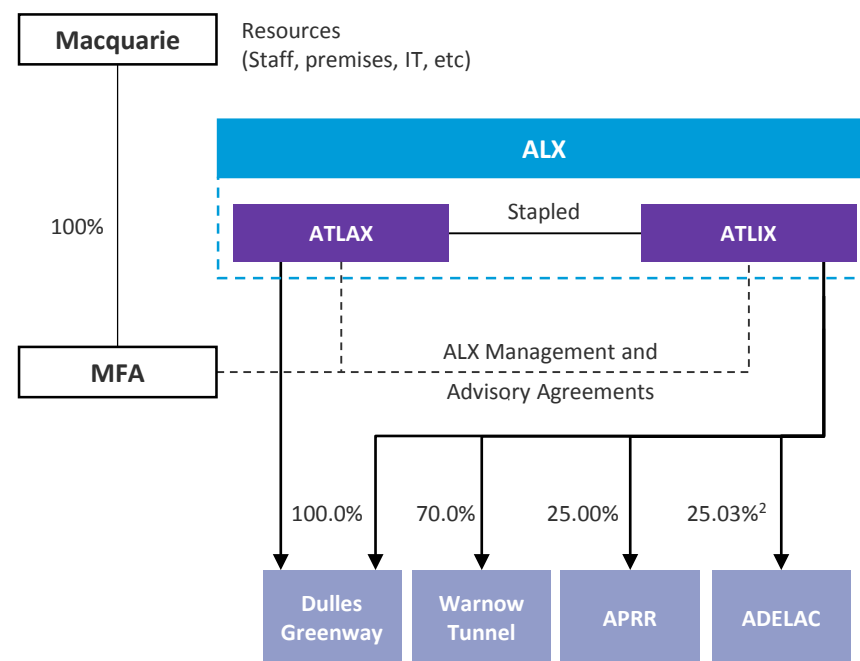 Macquarie
Resources
(Staff, premises, IT, etc)
ALX
100%
ATLAX
Stapled
ATLIX
MFA
ALX Management and
Advisory Agreements
100.0%
70.0%
25.00%
25.03%²
Dulles
Greenway
Warnow
Tunnel
APRR
ADELAC